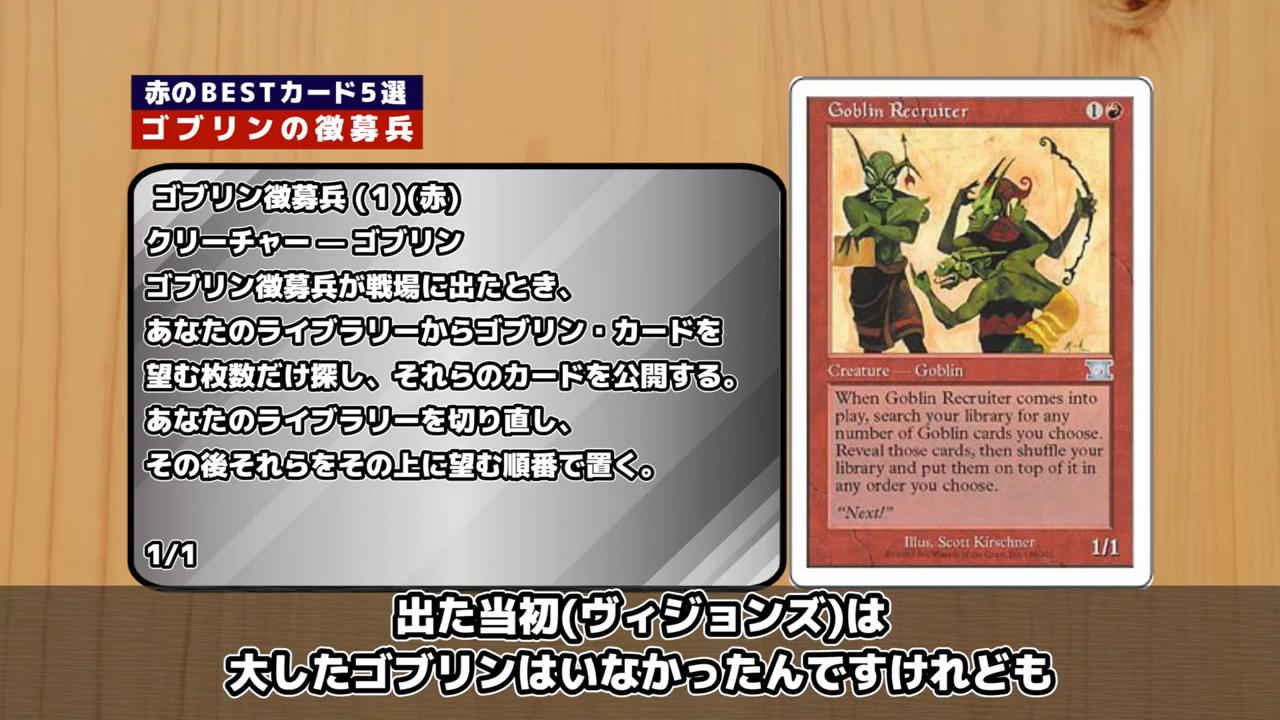 赤のBESTカード5選
ゴブリンの徴募兵
ゴブリン徴募兵 (１)(赤)
クリーチャー ― ゴブリン
ゴブリン徴募兵が戦場に出たとき、
あなたのライブラリーからゴブリン・カードを
望む枚数だけ探し、それらのカードを公開する。
あなたのライブラリーを切り直し、
その後それらをその上に望む順番で置く。
1/1
Goblin Recruiter 1
Creature — Goblin
When Goblin Recruiter comes into
play, search your library for any
number of Goblin cards you choose.
Reveal those cards, then shuffle your
library and put them on top of it in
any order you choose.
“Next!”
Illus. Scott Kirschner
1/1
出た当初(ヴィジョンズ)は
大したゴブリンはいなかったんですけれども